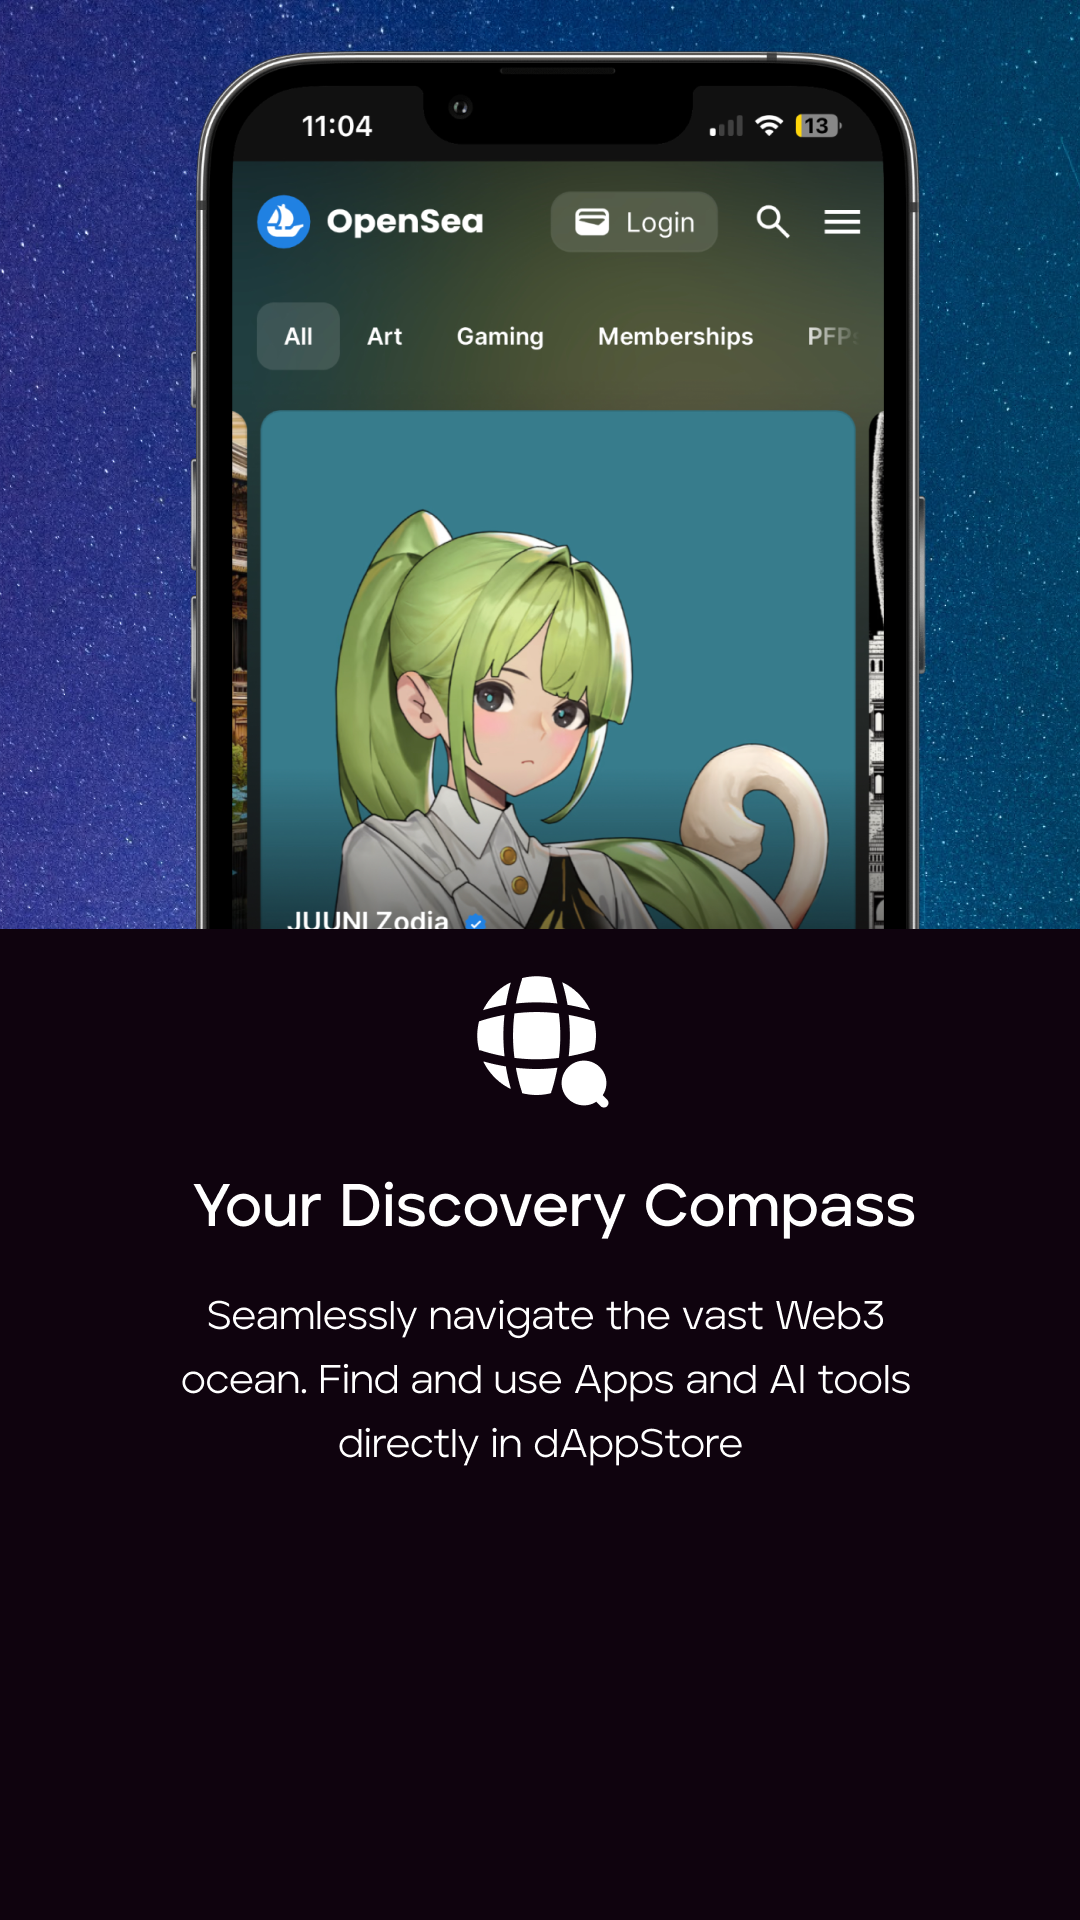 11:04
13
OpenSea
Login
All Art Gaming Memberships PFPs
JUUNI Zodia
Your Discovery Compass
Seamlessly navigate the vast Web3
ocean. Find and use Apps and AI tools
directly in dAppStore